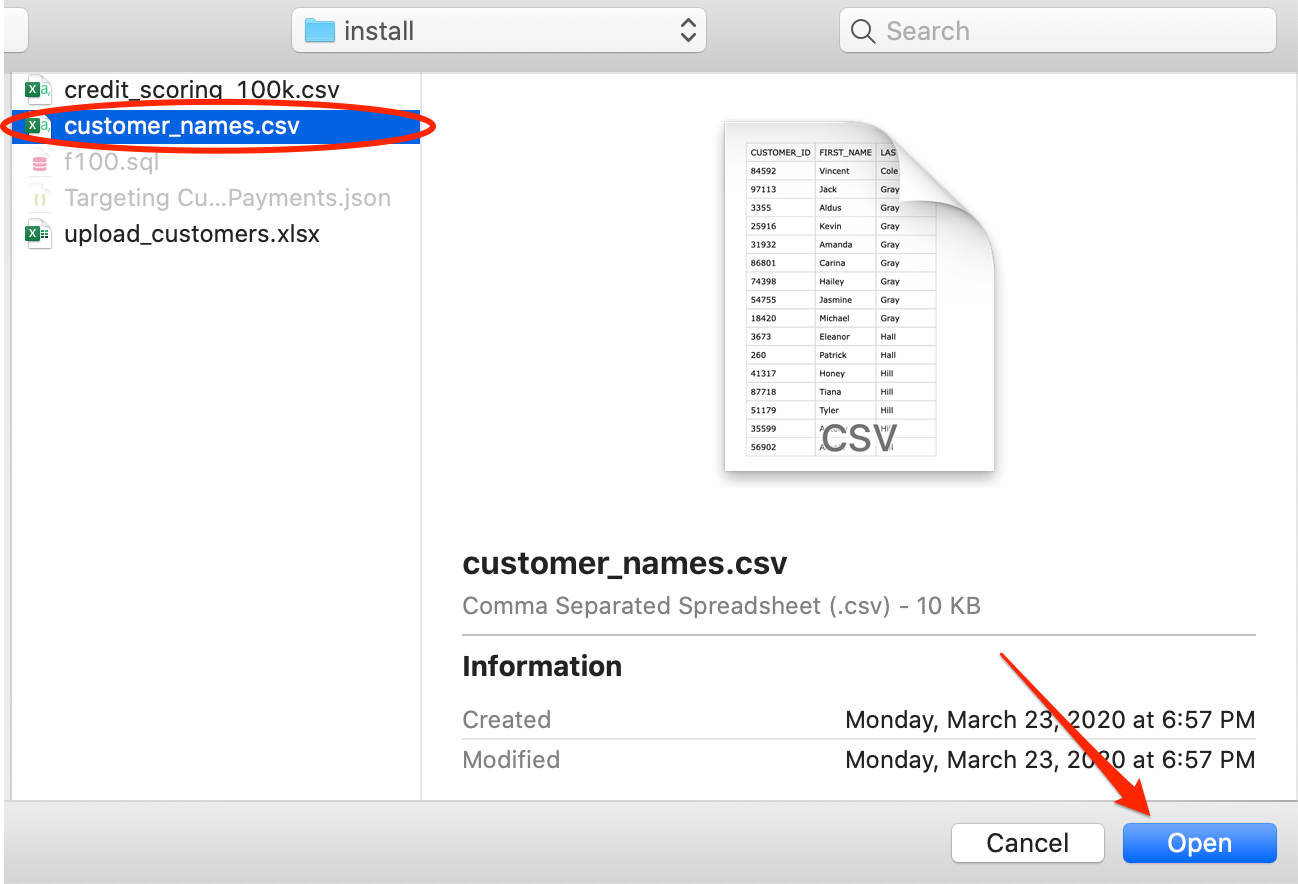 install
Search
credit_scoring_100k.csv
customer_names.csv
f100.sql
Targeting Cu...Payments.json
upload_customers.xlsx
CUSTOMER_ID FIRST_NAME LAS
84592 Vincent Cole
97113 Jack Gray
3355 Aldus Gray
25916 Kevin Gray
31932 Amanda Gray
86801 Carina Gray
74398 Hailey Gray
54755 Jasmine Gray
18420 Michael Gray
3673 Eleanor Hall
260 Patrick Hall
41317 Honey Hill
87718 Tiana Hill
51179 Tyler Hill
35599
56902
CSV
customer_names.csv
Comma Separated Spreadsheet (.csv) - 10 KB
Information
Created Monday, March 23, 2020 at 6:57 PM
Modified Monday, March 23, 2020 at 6:57 PM
Cancel Open